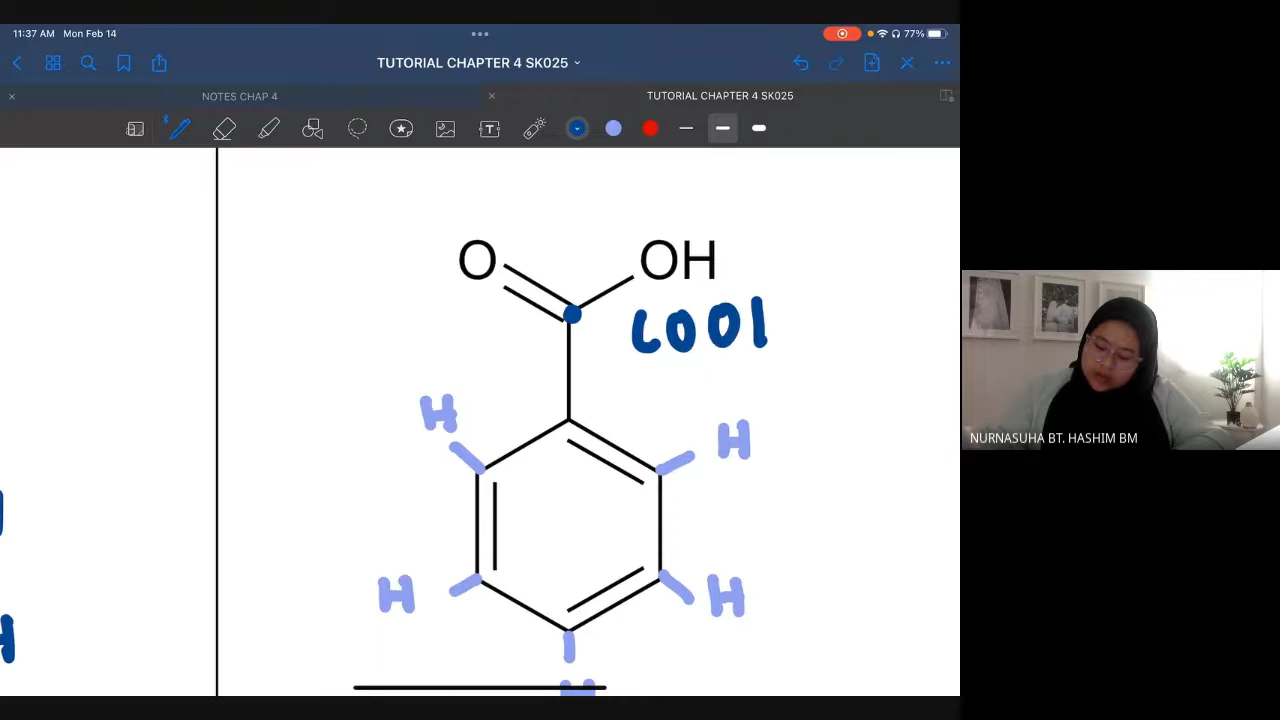 11:37 AM Mon Feb 14
77%
TUTORIAL CHAPTER 4 SK025
NOTES CHAP 4
TUTORIAL CHAPTER 4 SK025
T
O
OH
COOI
H
H
H
H
H
H
NURNASUHA BT. HASHIM BM